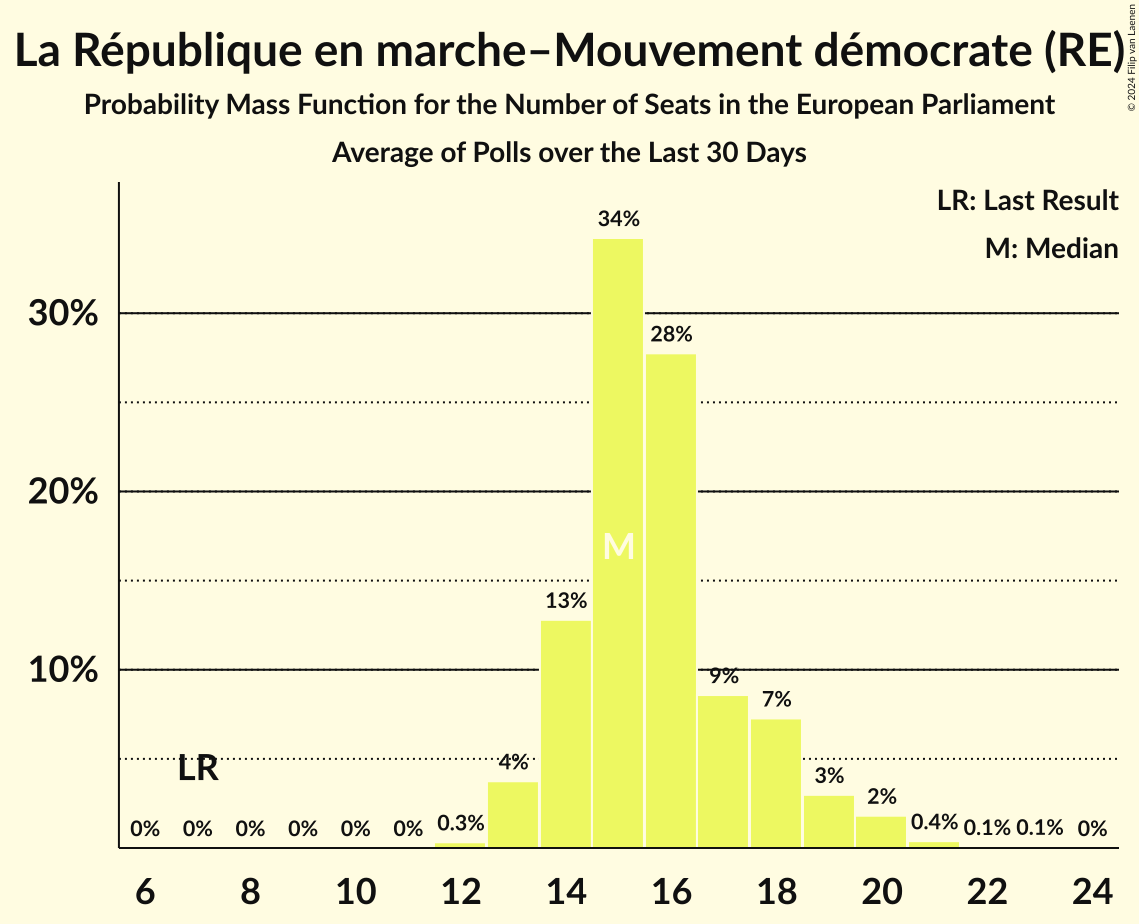 La République en marche–Mouvement démocrate (RE)
© 2024 Filip van Laenen
Probability Mass Function for the Number of Seats in the European Parliament
Average of Polls over the Last 30 Days
LR: Last Result
M: Median
34%
30%
28%
20%
M
13%
10%
9%
7%
LR
4%
3%
2%
0% 0% 0% 0% 0% 0% 0.3% 0.4% 0.1% 0.1% 0%
6 8 10 12 14 16 18 20 22 24